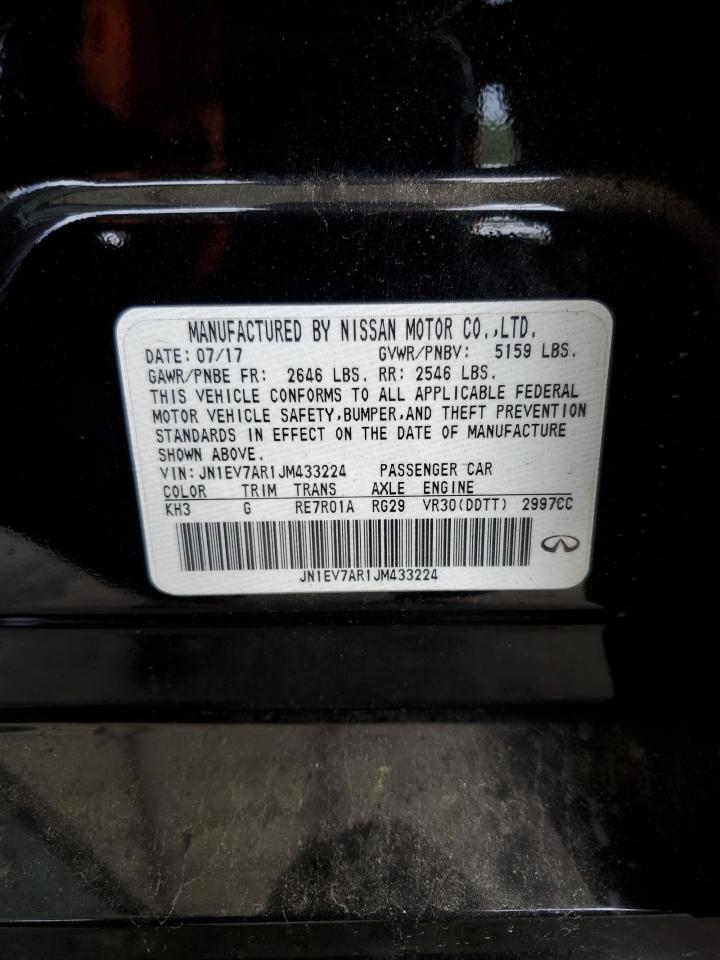 MANUFACTURED BY NISSAN MOTOR CO.,LTD.
DATE: 07/17 GVWR/PNBV: 5159 LBS.
GAWR/PNBE FR: 2646 LBS. RR: 2546 LBS.
THIS VEHICLE CONFORMS TO ALL APPLICABLE FEDERAL
MOTOR VEHICLE SAFETY,BUMPER,AND THEFT PREVENTION
STANDARDS IN EFFECT ON THE DATE OF MANUFACTURE
SHOWN ABOVE.
VIN: JN1EV7AR1JM433224 PASSENGER CAR
COLOR TRIM TRANS AXLE ENGINE
KH3 G RE7R01A RG29 VR30(DDTT) 2997CC
JN1EV7AR1JM433224